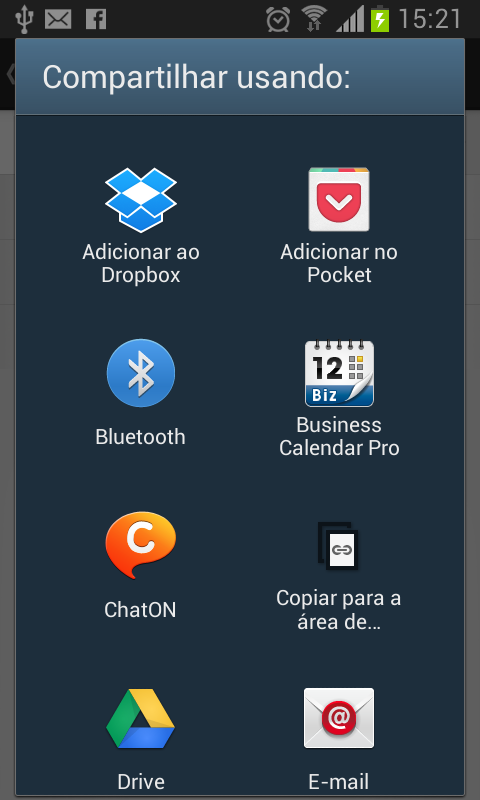 15:21
Compartilhar usando:
Adicionar ao
Dropbox
Adicionar no
Pocket
Bluetooth
12
Biz
Business
Calendar Pro
C
ChatON
Copiar para a
área de...
Drive
@
E-mail